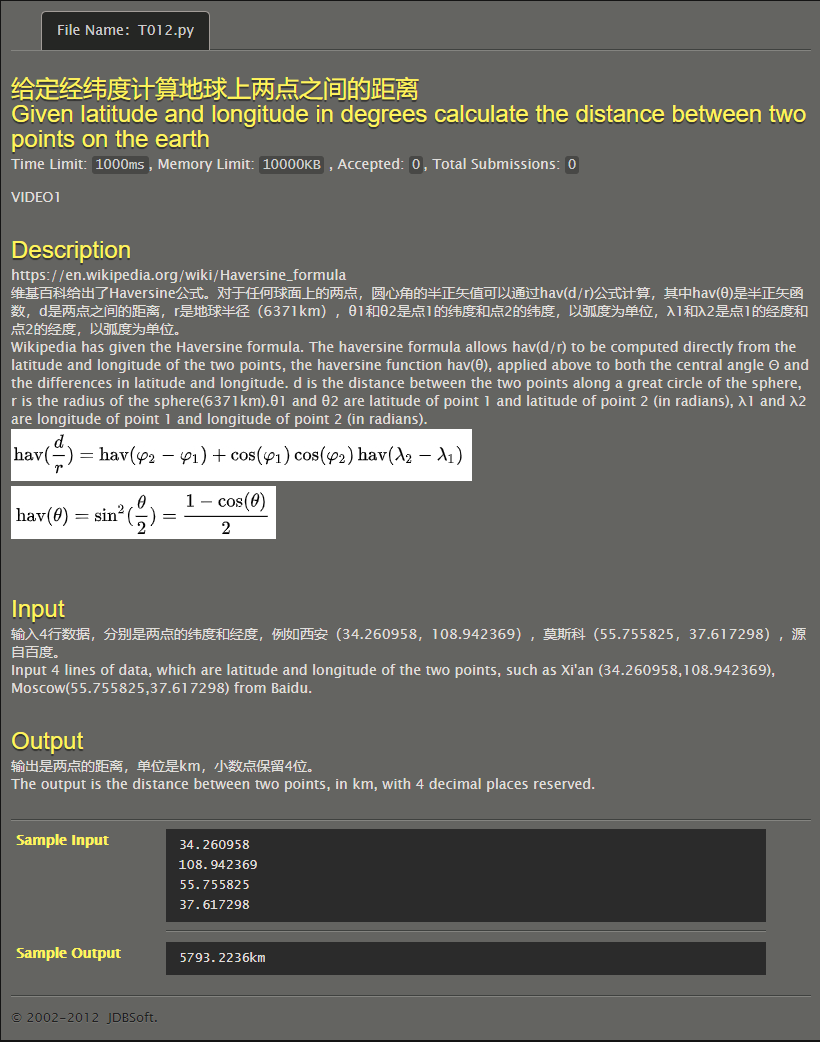 File Name: T012.py
给定经纬度计算地球上两点之间的距离
Given latitude and longitude in degrees calculate the distance between two
points on the earth
Time Limit: 1000ms, Memory Limit: 10000KB , Accepted: 0, Total Submissions: 0
VIDEO1
Description
https://en.wikipedia.org/wiki/Haversine_formula
维基百科给出了Haversine公式。对于任何球面上的两点，圆心角的半正矢值可以通过hav(d/r)公式计算，其中hav(θ)是半正矢函
数，d是两点之间的距离，r是地球半径（6371km），θ1和θ2是点1的纬度和点2的纬度，以弧度为单位，λ1和λ2是点1的经度和
点2的经度，以弧度为单位。
Wikipedia has given the Haversine formula. The haversine formula allows hav(d/r) to be computed directly from the
latitude and longitude of the two points, the haversine function hav(θ), applied above to both the central angle Θ and
the differences in latitude and longitude. d is the distance between the two points along a great circle of the sphere,
r is the radius of the sphere(6371km).θ1 and θ2 are latitude of point 1 and latitude of point 2 (in radians), λ1 and λ2
are longitude of point 1 and longitude of point 2 (in radians).
hav(d/r) = hav(φ₂ − φ₁) + cos(φ₁) cos(φ₂) hav(λ₂ − λ₁)
hav(θ) = sin²(θ/2) = (1 − cos(θ))/2
Input
输入4行数据，分别是两点的纬度和经度，例如西安（34.260958，108.942369），莫斯科（55.755825，37.617298），源
自百度。
Input 4 lines of data, which are latitude and longitude of the two points, such as Xi'an (34.260958,108.942369),
Moscow(55.755825,37.617298) from Baidu.
Output
输出是两点的距离，单位是km，小数点保留4位。
The output is the distance between two points, in km, with 4 decimal places reserved.
Sample Input
34.260958
108.942369
55.755825
37.617298
Sample Output
5793.2236km
© 2002-2012 JDBSoft.